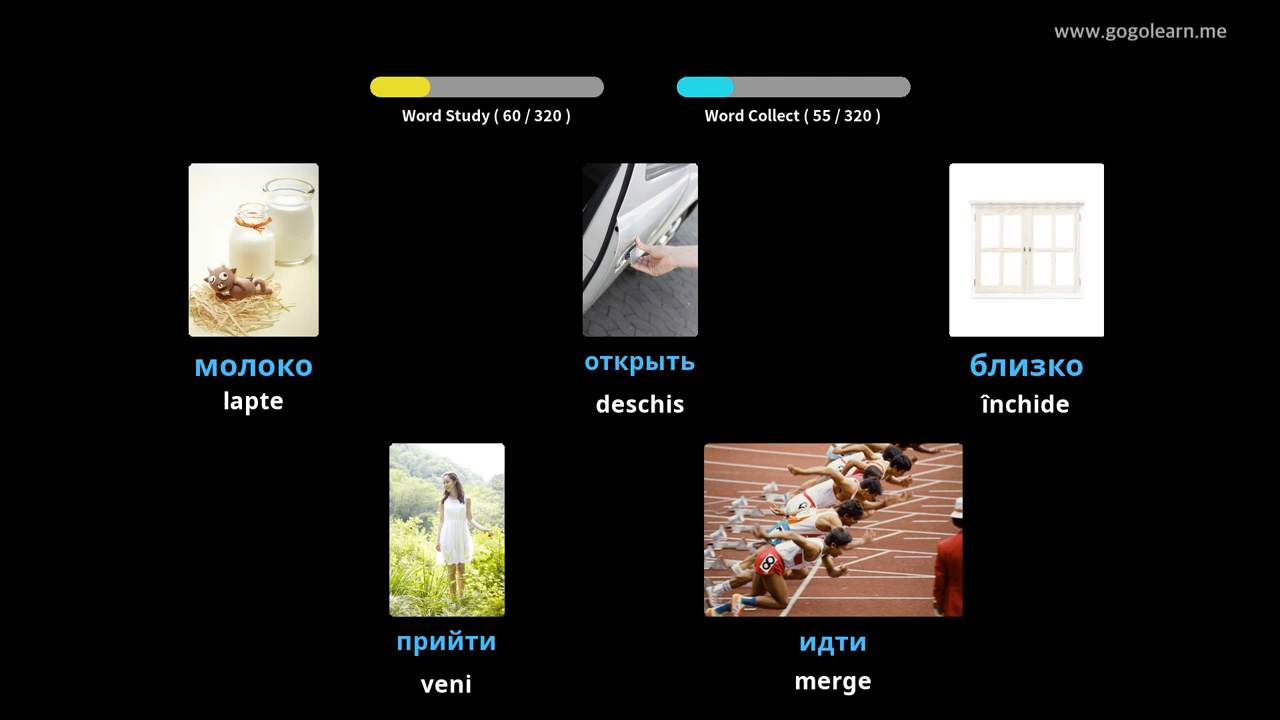 www.gogolearn.me
Word Study ( 60 / 320 )
Word Collect ( 55 / 320 )
молоко
lapte
открыть
deschis
близко
închide
прийти
veni
идти
merge